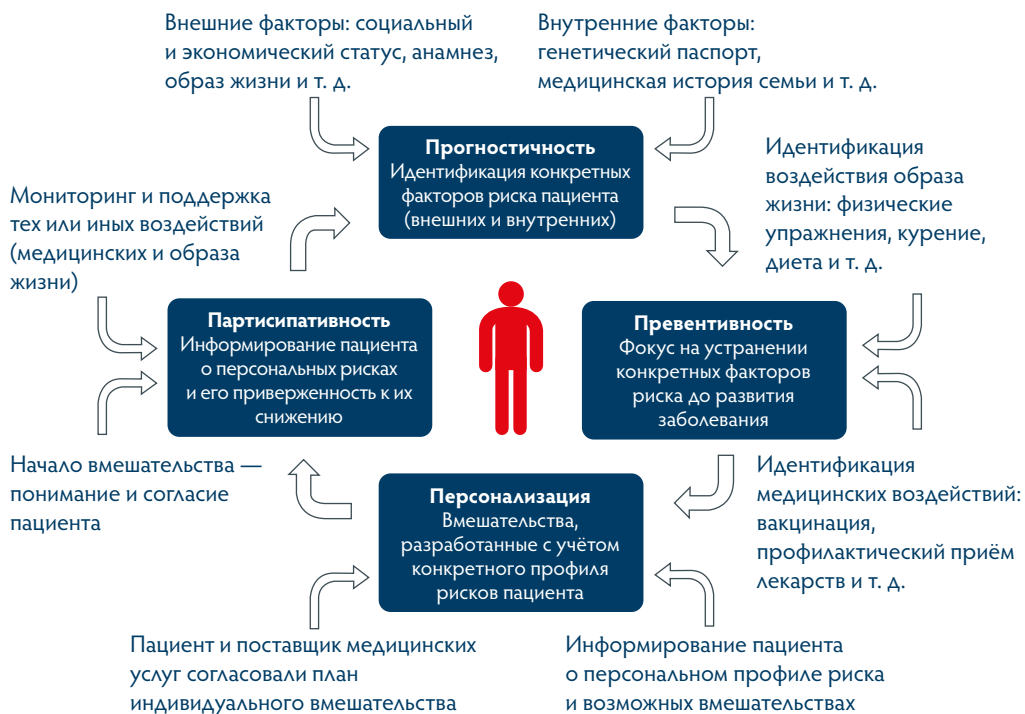 Внешние факторы: социальный
и экономический статус, анамнез,
образ жизни и т. д.
Внутренние факторы:
генетический паспорт,
медицинская история семьи и т. д.
Прогностичность
Идентификация конкретных
факторов риска пациента
(внешних и внутренних)
Идентификация
воздействия образа
жизни: физические
упражнения, курение,
диета и т. д.
Мониторинг и поддержка
тех или иных воздействий
(медицинских и образа
жизни)
Партисипативность
Информирование пациента
о персональных рисках
и его приверженность к их
снижению
Превентивность
Фокус на устранении
конкретных факторов
риска до развития
заболевания
Начало вмешательства —
понимание и согласие
пациента
Персонализация
Вмешательства,
разработанные с учётом
конкретного профиля
рисков пациента
Идентификация
медицинских воздействий:
вакцинация,
профилактический приём
лекарств и т. д.
Пациент и поставщик медицинских
услуг согласовали план
индивидуального вмешательства
Информирование пациента
о персональном профиле риска
и возможных вмешательствах